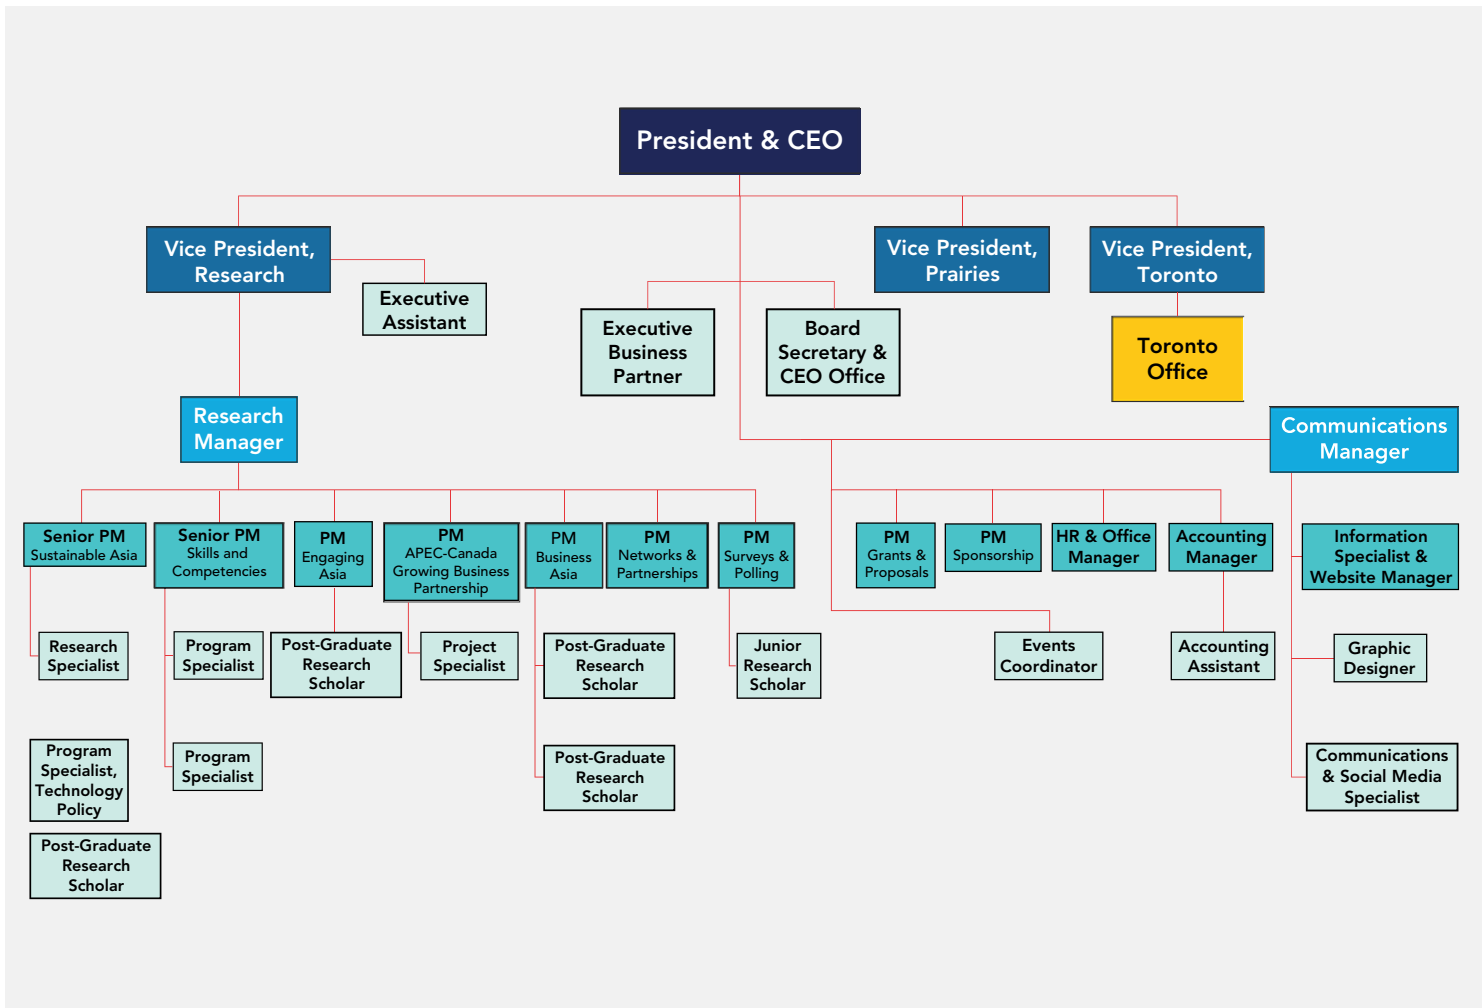 President & CEO
Vice President,
Research
Vice President,
Prairies
Vice President,
Toronto
Executive
Assistant
Executive
Business
Partner
Board
Secretary &
CEO Office
Toronto
Office
Research
Manager
Communications
Manager
Senior PM
Sustainable Asia
Senior PM
Skills and
Competencies
PM
Engaging
Asia
PM
APEC-Canada
Growing Business
Partnership
PM
Business
Asia
PM
Networks &
Partnerships
PM
Surveys &
Polling
PM
Grants &
Proposals
PM
Sponsorship
HR & Office
Manager
Accounting
Manager
Information
Specialist &
Website Manager
Research
Specialist
Program
Specialist
Post-Graduate
Research
Scholar
Project
Specialist
Post-Graduate
Research
Scholar
Junior
Research
Scholar
Events
Coordinator
Accounting
Assistant
Graphic
Designer
Program
Specialist,
Technology
Policy
Program
Specialist
Post-Graduate
Research
Scholar
Communications
& Social Media
Specialist
Post-Graduate
Research
Scholar